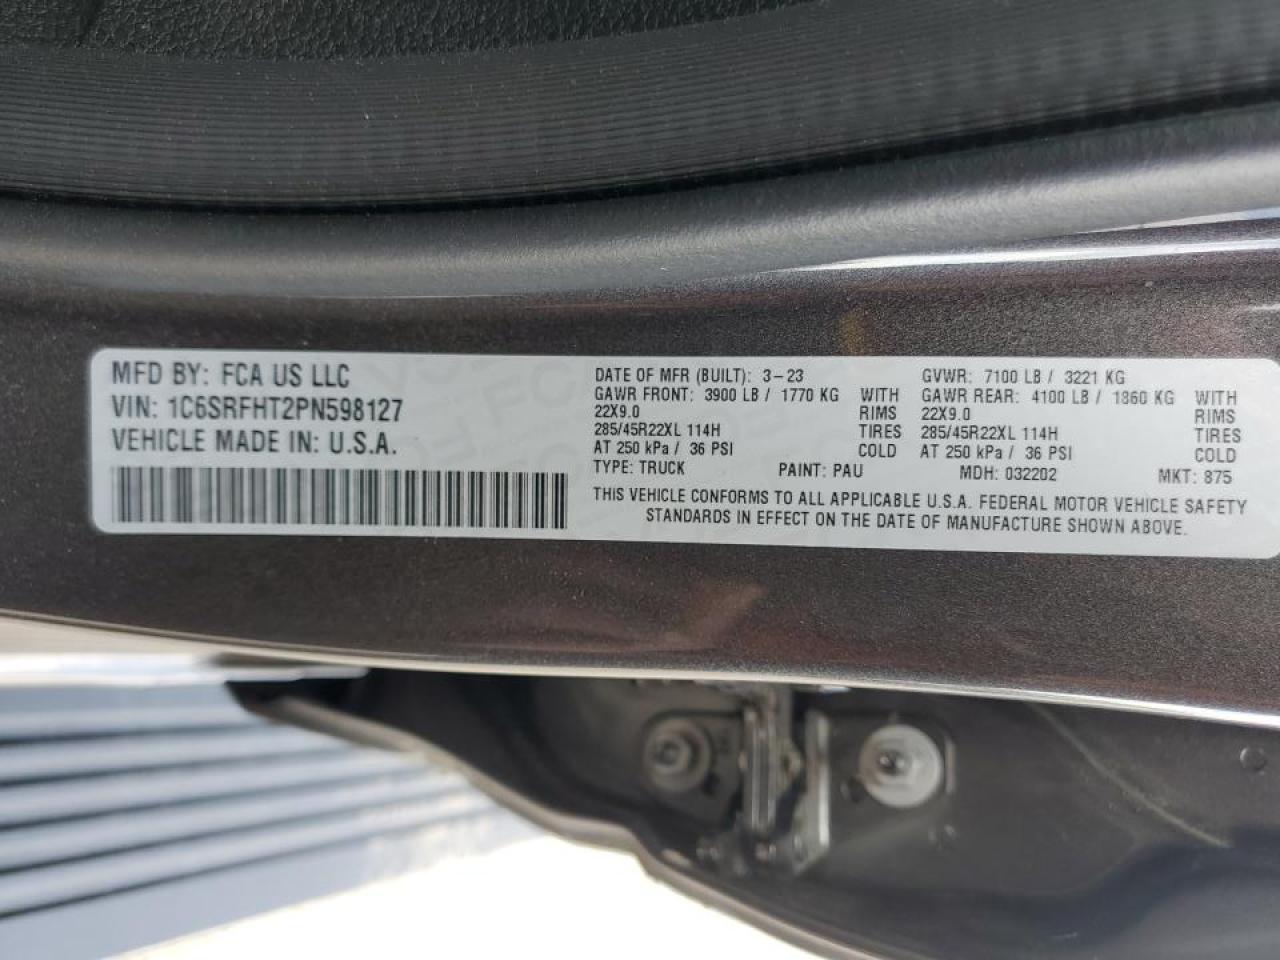 MFD BY: FCA US LLC
VIN: 1C6SRFHT2PN598127
VEHICLE MADE IN: U.S.A.
DATE OF MFR (BUILT): 3-23
GAWR FRONT: 3900 LB / 1770 KG WITH
22X9.0 RIMS
285/45R22XL 114H TIRES
AT 250 kPa / 36 PSI COLD
TYPE: TRUCK PAINT: PAU
GVWR: 7100 LB / 3221 KG
GAWR REAR: 4100 LB / 1860 KG WITH
22X9.0 RIMS
285/45R22XL 114H TIRES
AT 250 kPa / 36 PSI COLD
MDH: 032202 MKT: 875
THIS VEHICLE CONFORMS TO ALL APPLICABLE U.S.A. FEDERAL MOTOR VEHICLE SAFETY
STANDARDS IN EFFECT ON THE DATE OF MANUFACTURE SHOWN ABOVE.